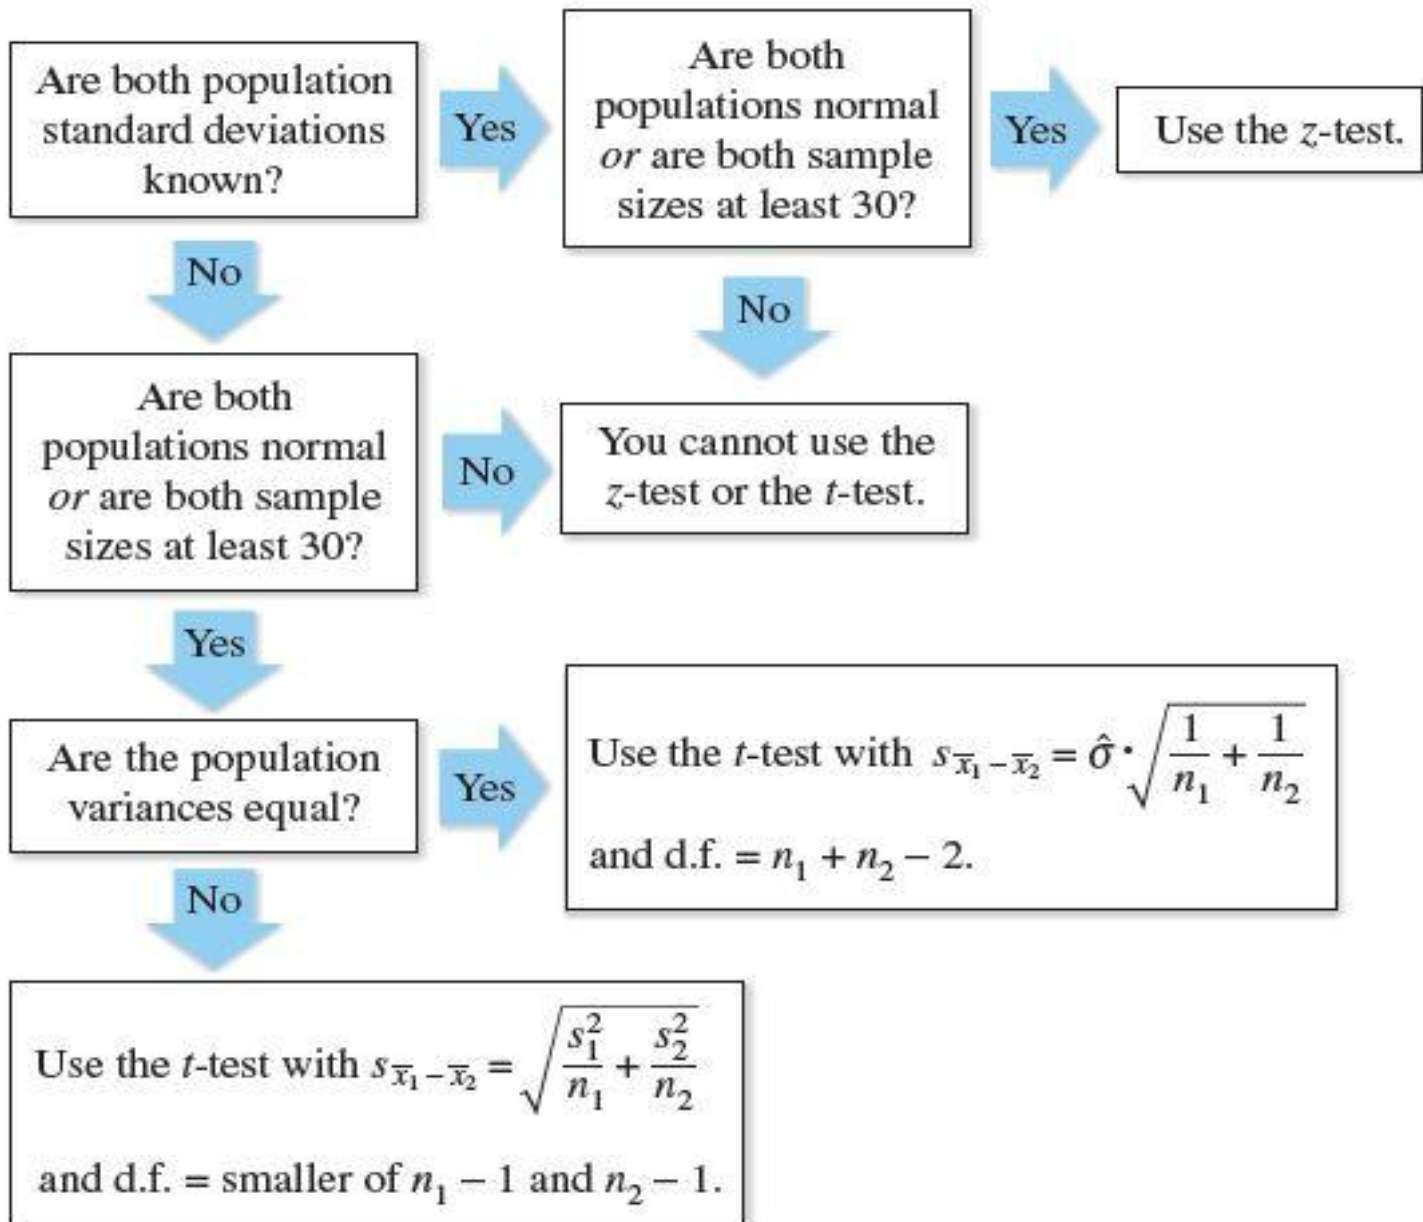 Are both population
standard deviations
known?
Yes
Are both
populations normal
or are both sample
sizes at least 30?
Yes
Use the z-test.
No
No
Are both
populations normal
or are both sample
sizes at least 30?
No
You cannot use the
z-test or the t-test.
Yes
Are the population
variances equal?
Yes
Use the t-test with s_{x̄₁ − x̄₂} = σ̂ · √(1/n₁ + 1/n₂)
and d.f. = n₁ + n₂ − 2.
No
Use the t-test with s_{x̄₁ − x̄₂} = √(s₁²/n₁ + s₂²/n₂)
and d.f. = smaller of n₁ − 1 and n₂ − 1.